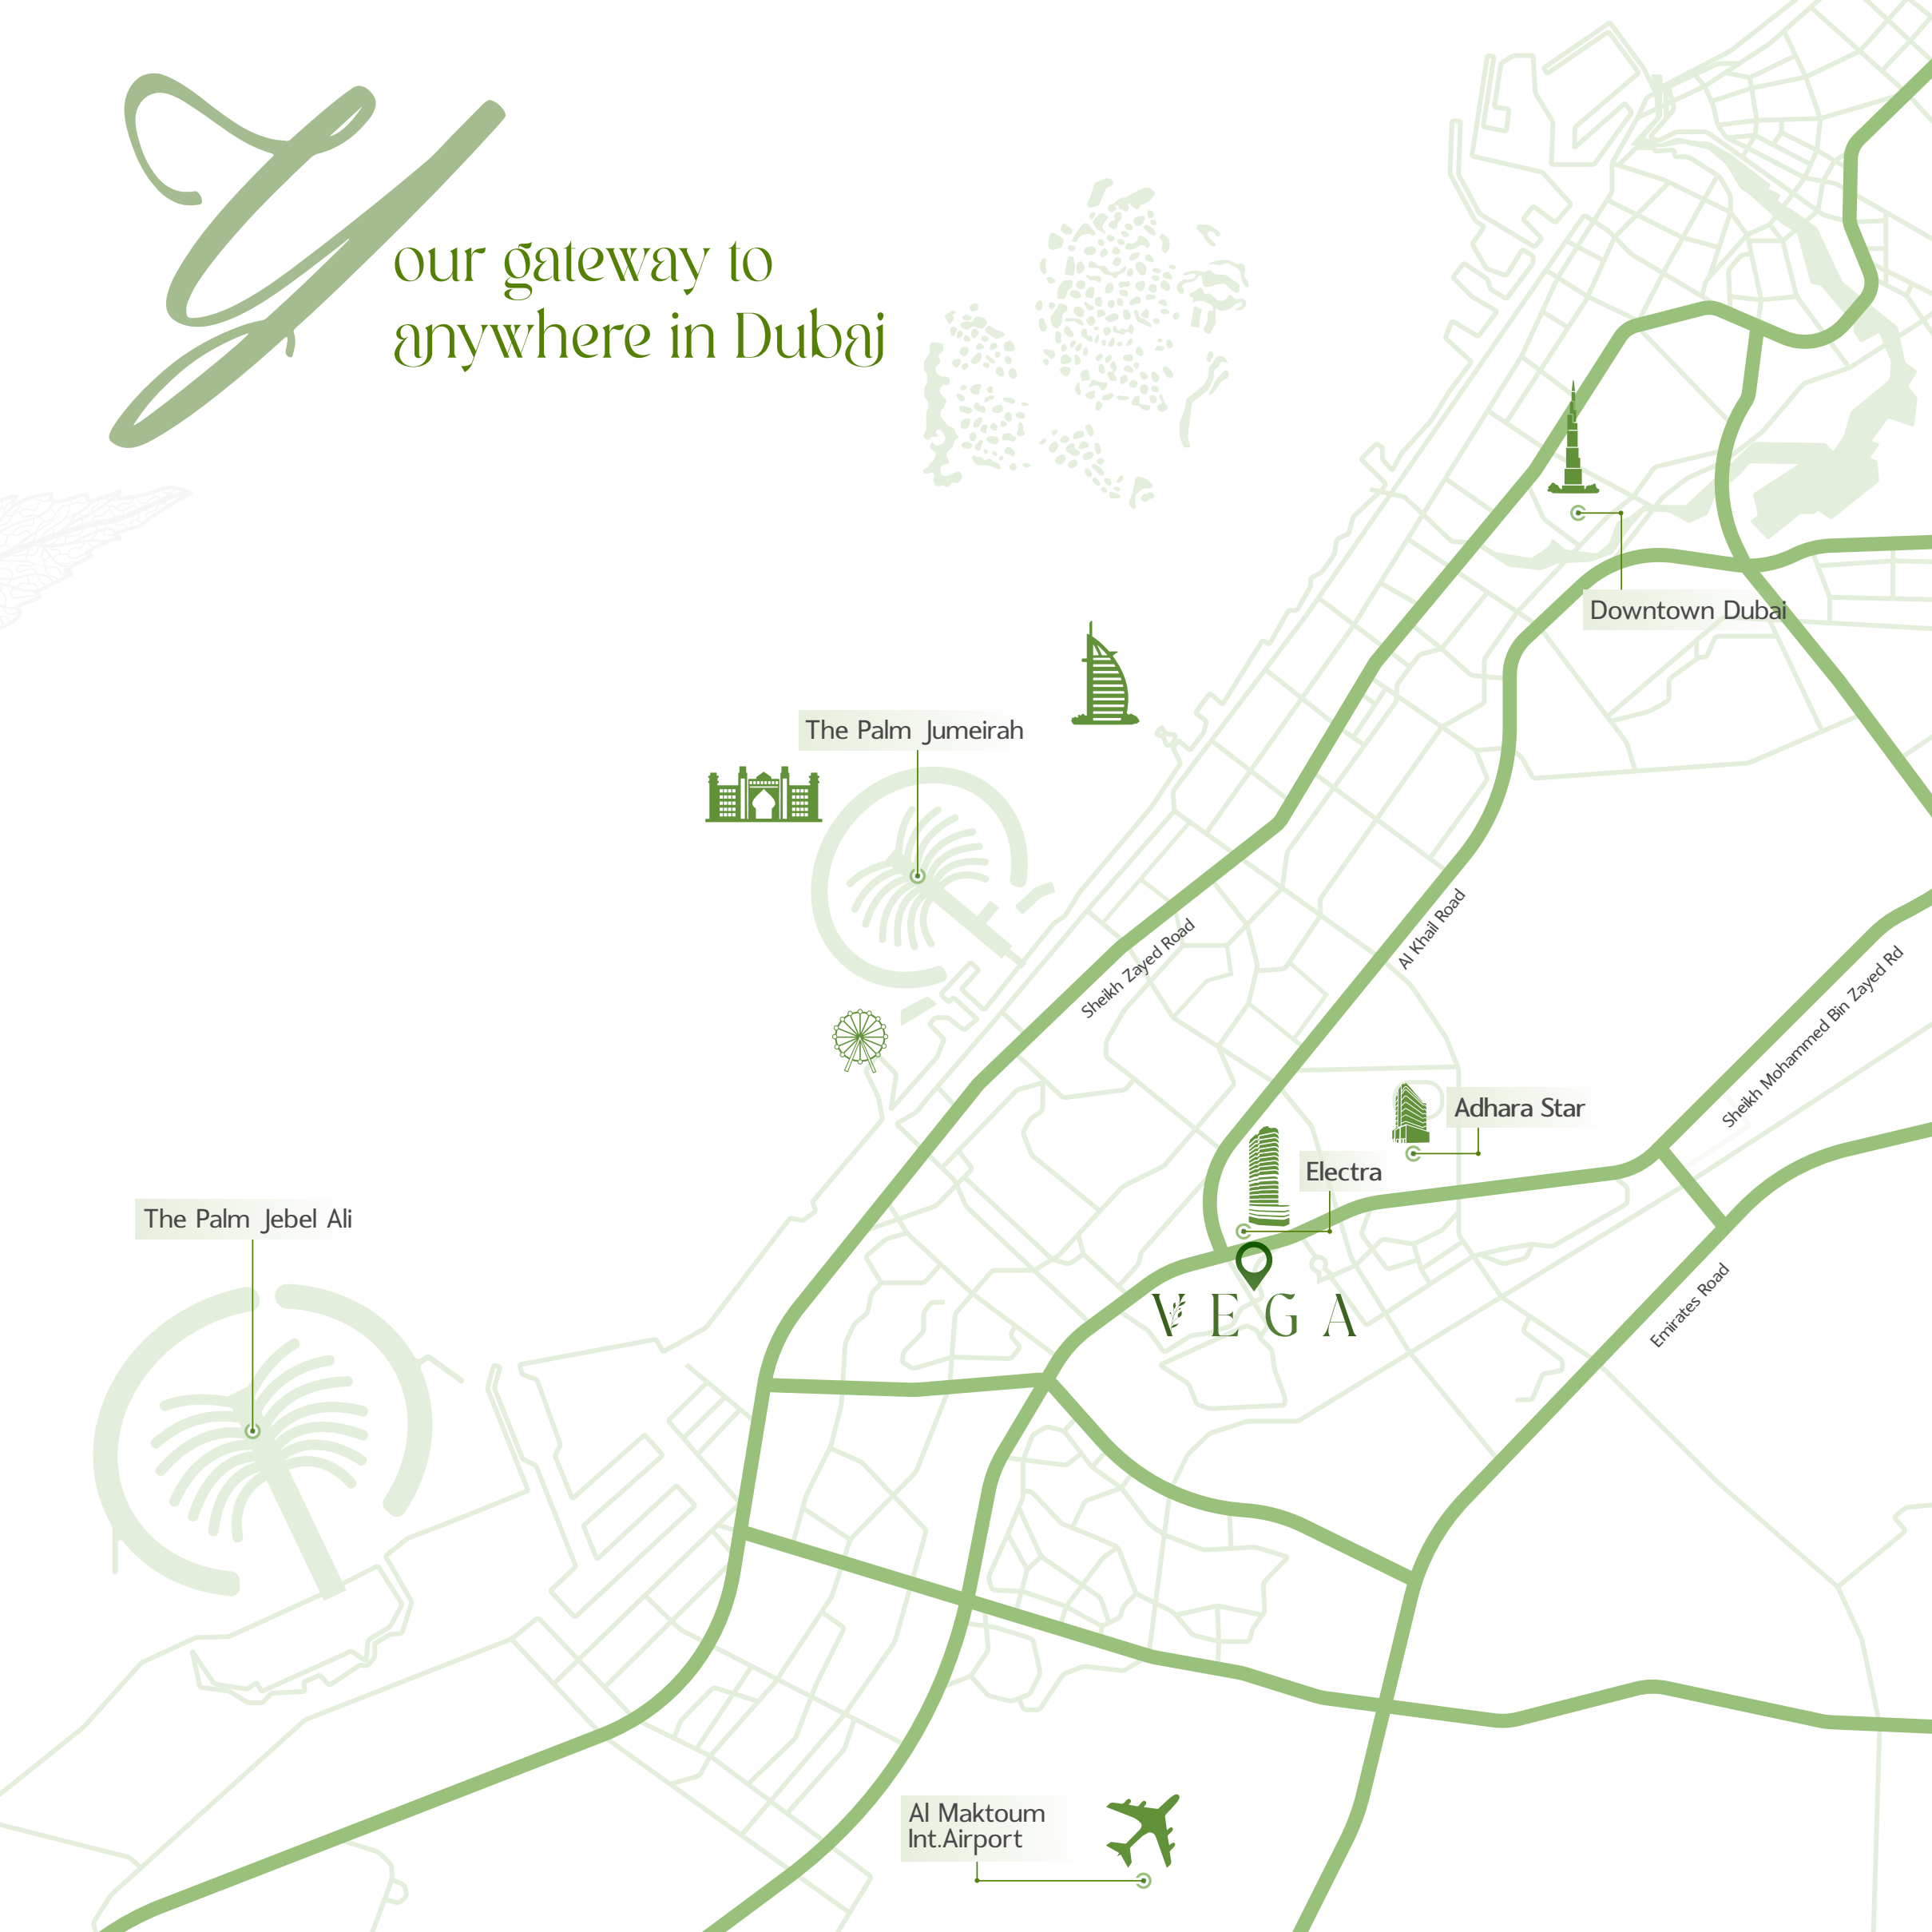 Your gateway to
anywhere in Dubai
Downtown Dubai
The Palm Jumeirah
Sheikh Zayed Road
Al Khail Road
Sheikh Mohammed Bin Zayed Rd
Adhara Star
Electra
The Palm Jebel Ali
VEGA
Emirates Road
Al Maktoum
Int.Airport